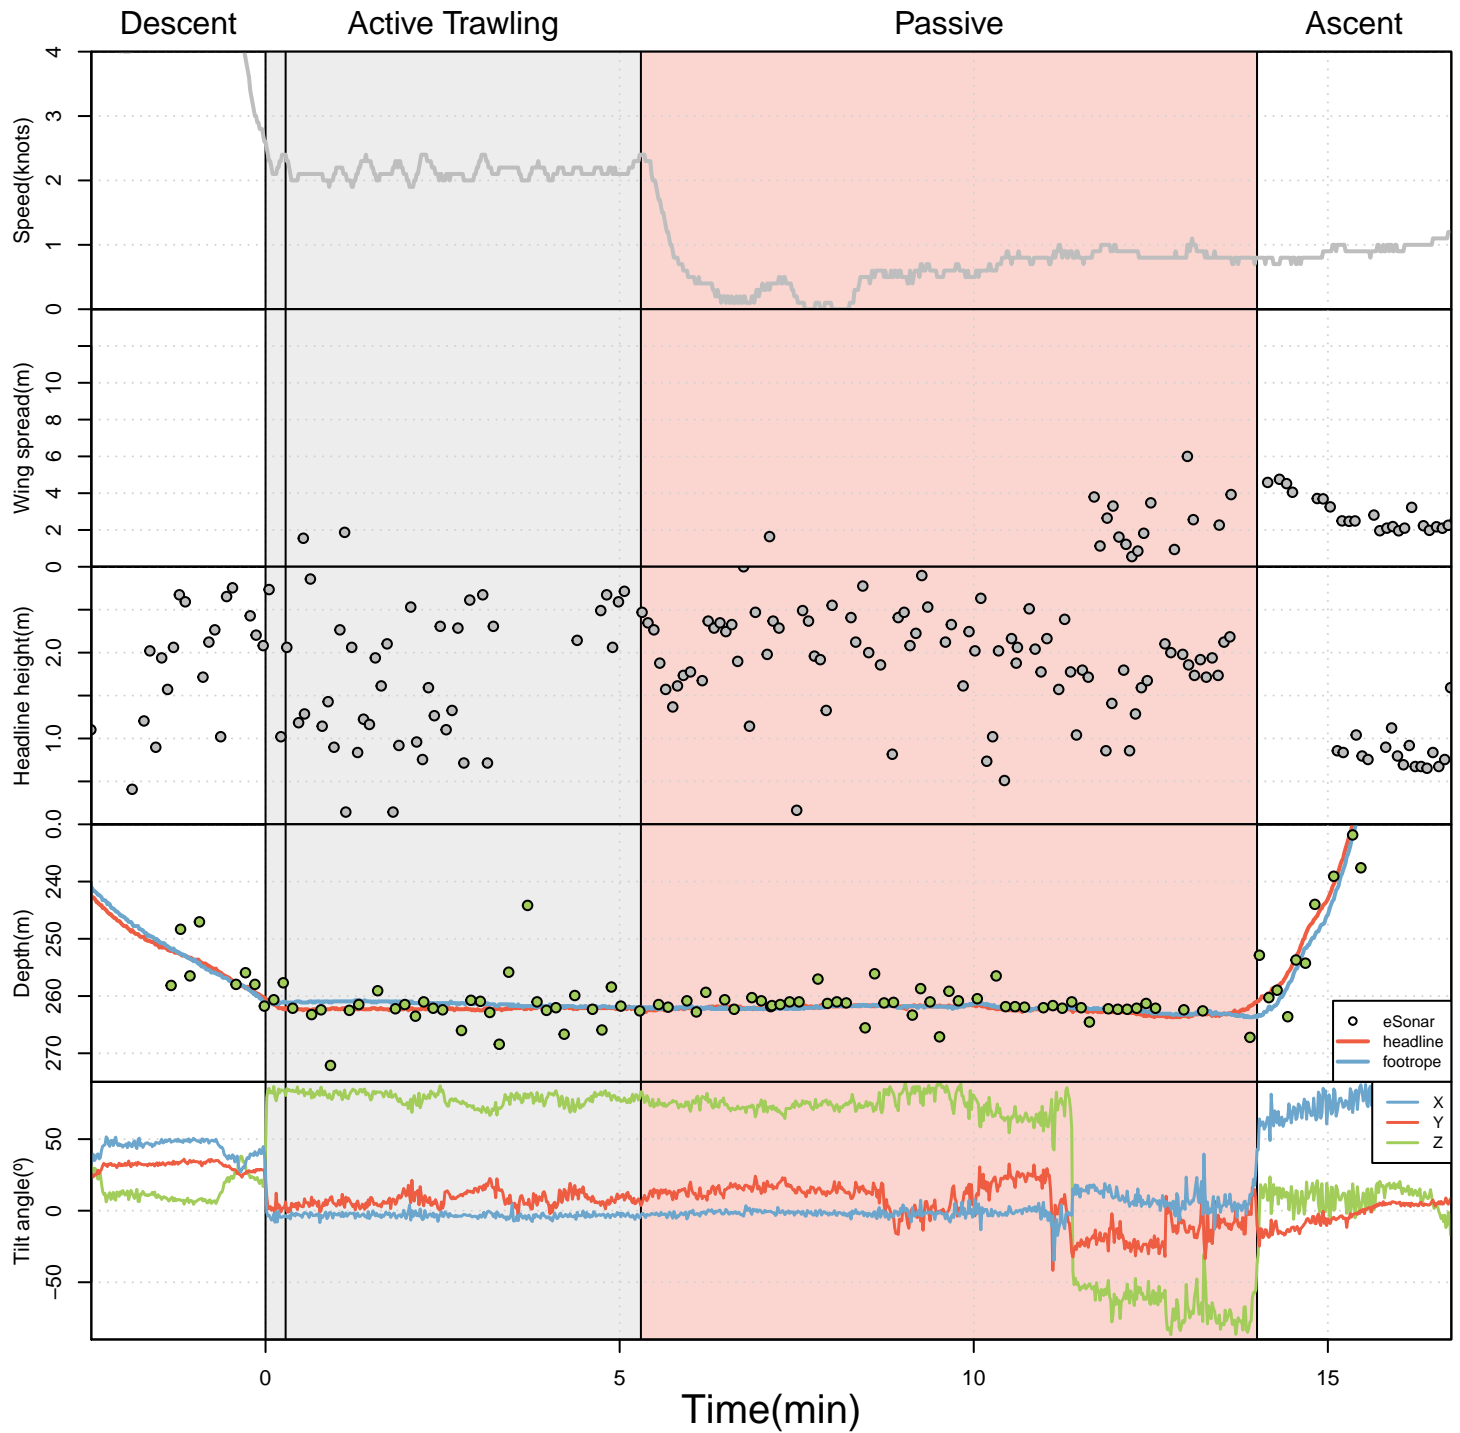 Descent Active Trawling Passive Ascent
Speed(knots)
4
3
2
1
0
Wing spread(m)
10
8
6
4
2
0
Headline height(m)
2.0
1.0
0.0
Depth(m)
240
250
260
270
eSonar
headline
footrope
Tilt angle(º)
50
0
−50
X
Y
Z
0 5 10 15
Time(min)